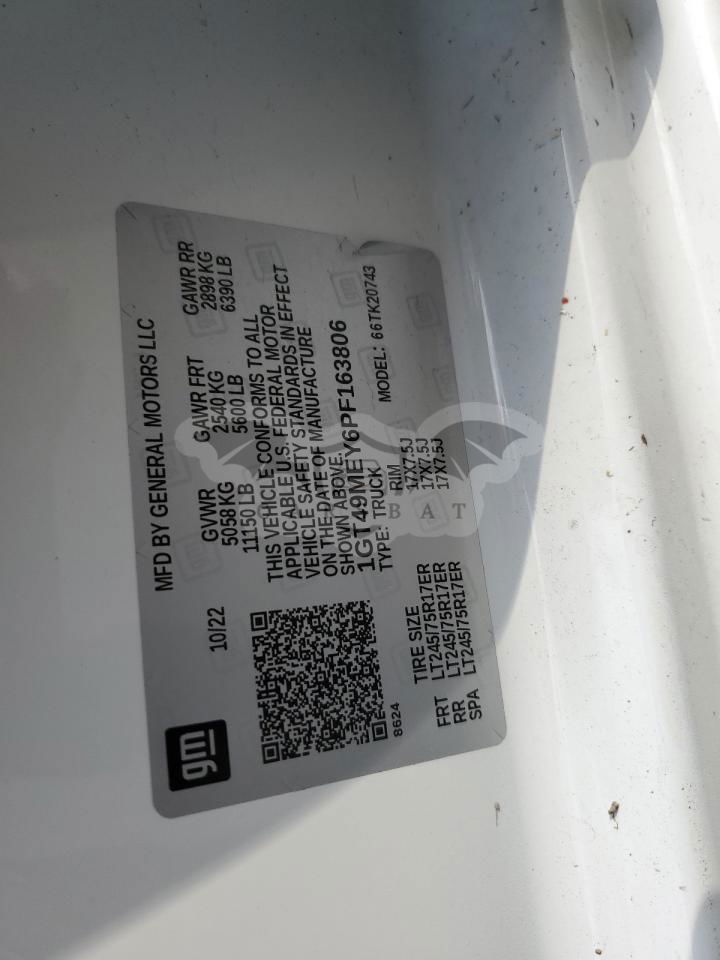 MFD BY GENERAL MOTORS LLC
gm
10/22
GVWR GAWR FRT GAWR RR
5058 KG 2540 KG 2898 KG
11150 LB 5600 LB 6390 LB
THIS VEHICLE CONFORMS TO ALL
APPLICABLE U.S. FEDERAL MOTOR
VEHICLE SAFETY STANDARDS IN EFFECT
ON THE DATE OF MANUFACTURE
SHOWN ABOVE.
1GT49MEY6PF163806
TYPE: TRUCK MODEL: 66TK20743
8624
TIRE SIZE RIM
FRT LT245/75R17ER 17X7.5J
RR LT245/75R17ER 17X7.5J
SPA LT245/75R17ER 17X7.5J